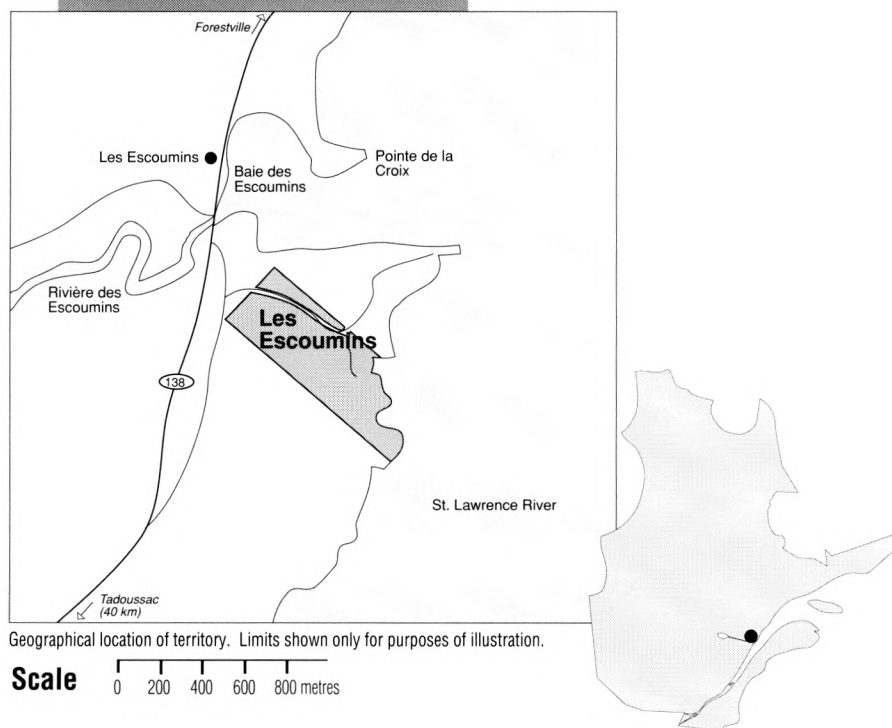 Forestville
Les Escoumins
Baie des
Escoumins
Pointe de la
Croix
Rivière des
Escoumins
Les
Escoumins
138
St. Lawrence River
Tadoussac
(40 km)
Geographical location of territory. Limits shown only for purposes of illustration.
Scale
0 200 400 600 800 metres